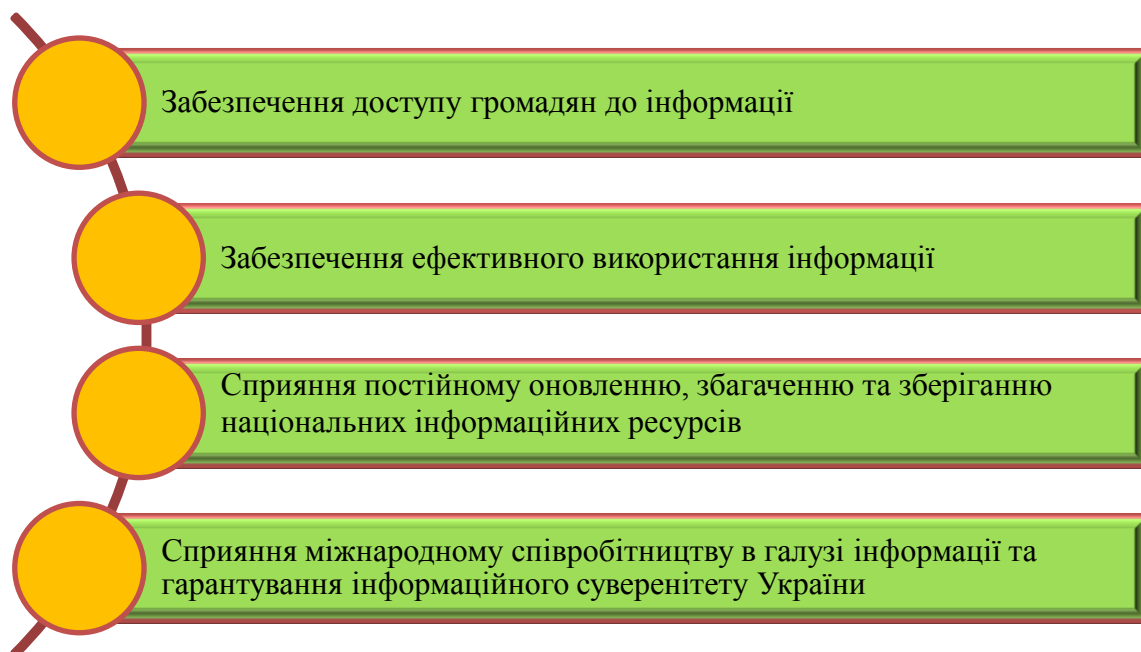 Забезпечення доступу громадян до інформації
Забезпечення ефективного використання інформації
Сприяння постійному оновленню, збагаченню та зберіганню
національних інформаційних ресурсів
Сприяння міжнародному співробітництву в галузі інформації та
гарантування інформаційного суверенітету України